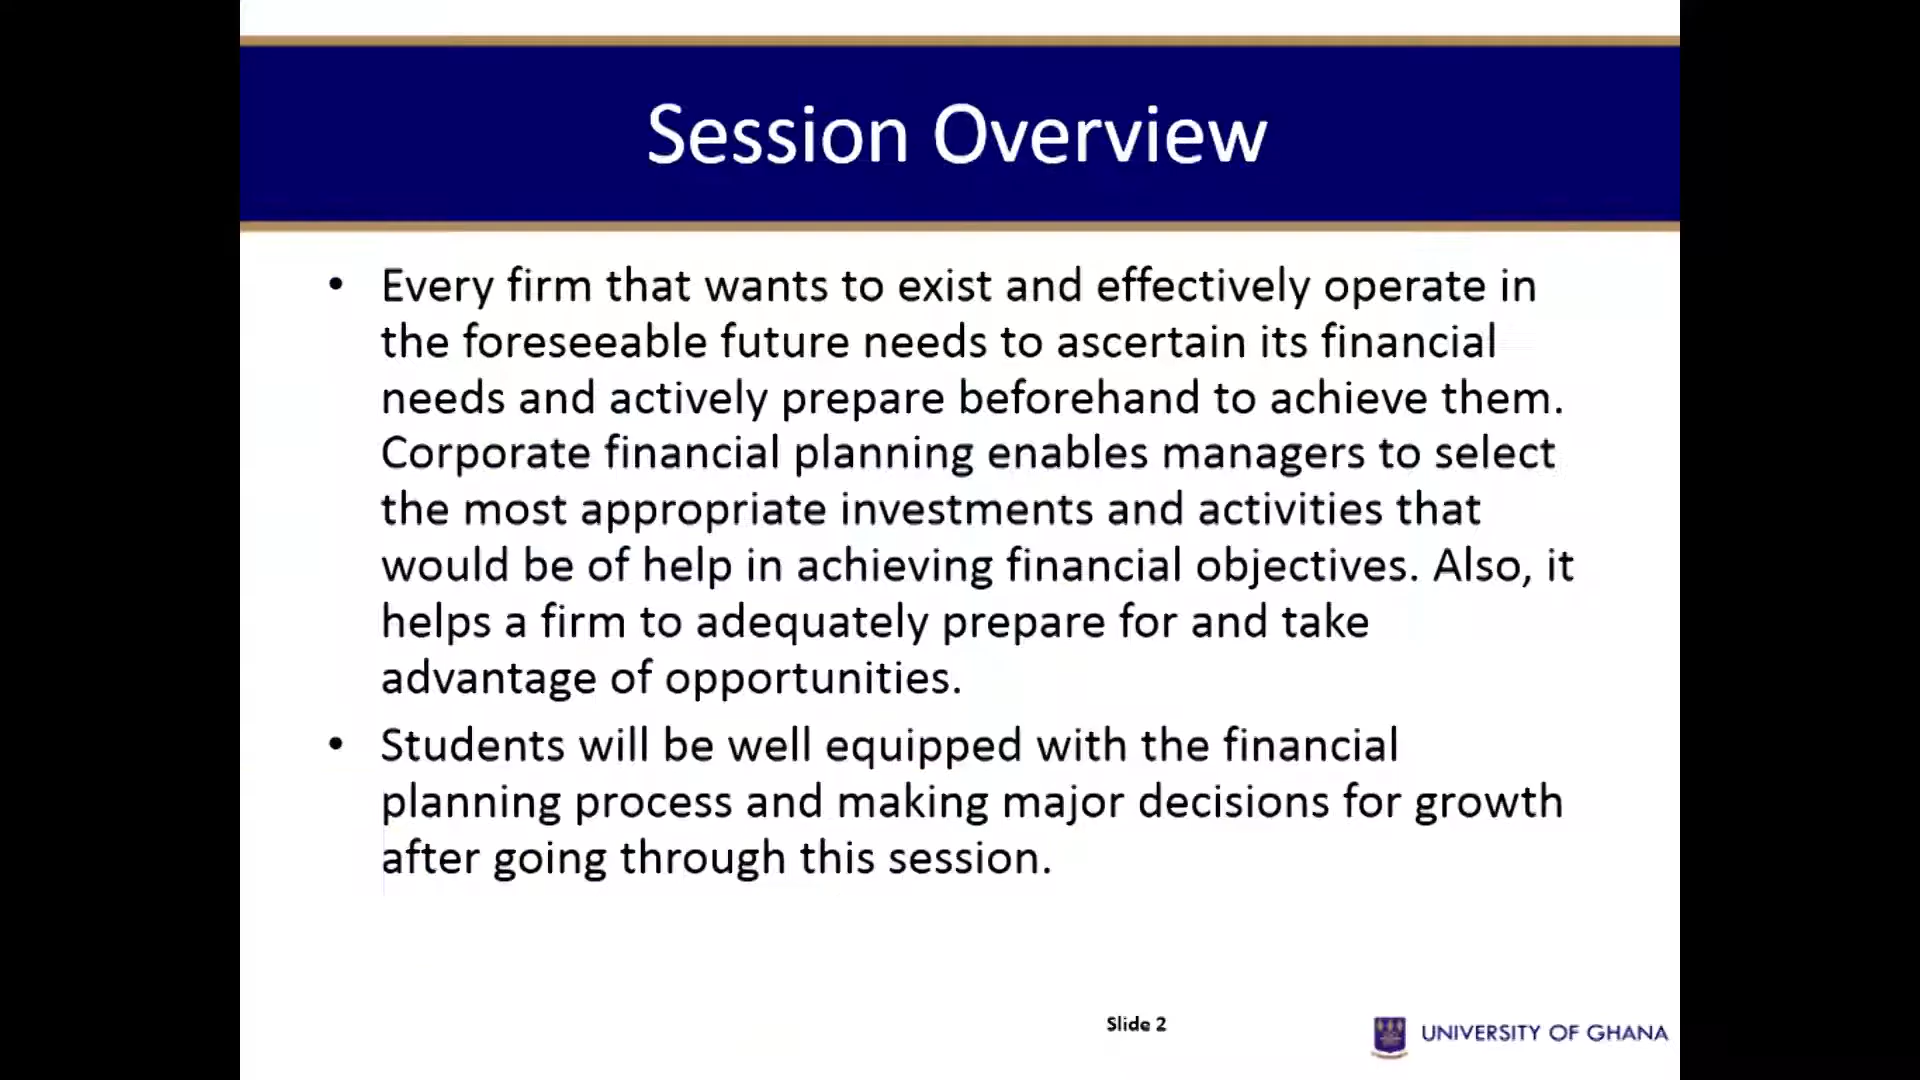 Session Overview
• Every firm that wants to exist and effectively operate in
the foreseeable future needs to ascertain its financial
needs and actively prepare beforehand to achieve them.
Corporate financial planning enables managers to select
the most appropriate investments and activities that
would be of help in achieving financial objectives. Also, it
helps a firm to adequately prepare for and take
advantage of opportunities.
• Students will be well equipped with the financial
planning process and making major decisions for growth
after going through this session.
Slide 2
UNIVERSITY OF GHANA